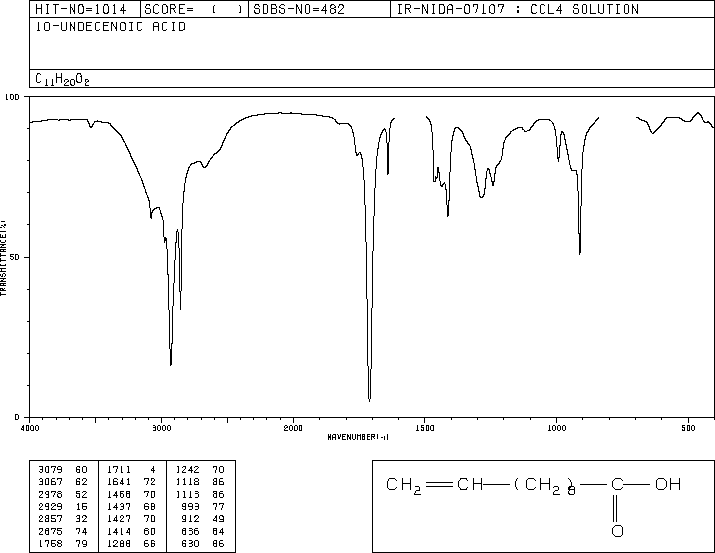 HIT-NO=1014 SCORE= ( ) SDBS-NO=482 IR-NIDA-07107 : CCL4 SOLUTION
10-UNDECENOIC ACID
C11H20O2
100
50
0
TRANSMITTANCE(%)
4000 3000 2000 1500 1000 500
WAVENUMBER(-1)
3079 60 1711 4 1242 70
3067 62 1641 72 1118 86
2978 52 1468 70 1113 86
2929 15 1437 68 993 77
2857 32 1427 70 912 49
2675 74 1414 60 636 84
1758 79 1288 66 630 86
CH2 CH (CH2)8 C OH
O